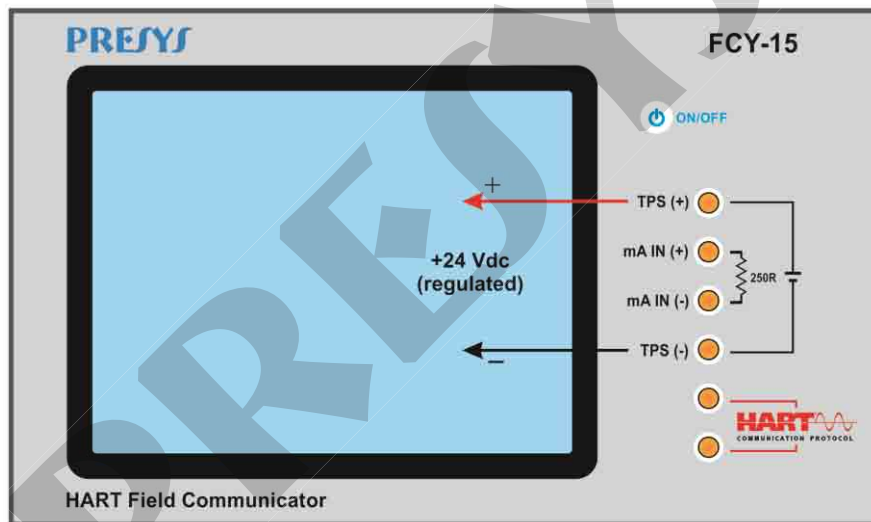 PRESYS
FCY-15
ON/OFF
+
TPS (+)
mA IN (+)
+24 Vdc
(regulated)
250R
mA IN (-)
TPS (-)
−
HART
COMMUNICATION PROTOCOL
HART Field Communicator
PRESYS